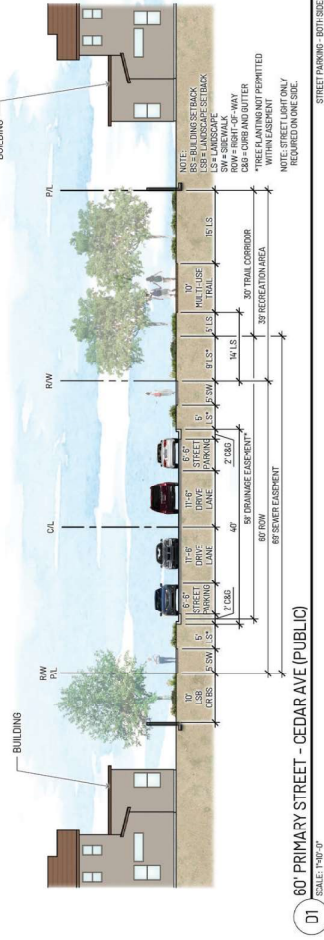 BUILDING
BUILDING
R/W
P/L
C/L
R/W
P/L
10'
LSB
OR BS
5' SW
5'
LS*
6'-6"
STREET
PARKING
11'-6"
DRIVE
LANE
11'-6"
DRIVE
LANE
6'-6"
STREET
PARKING
5'
LS*
5' SW
9' LS*
5' LS
10'
MULTI-USE
TRAIL
15' LS
2' C&G
2' C&G
14' LS
40'
30' TRAIL CORRIDOR
58' DRAINAGE EASEMENT*
39' RECREATION AREA
60' ROW
69' SEWER EASEMENT
NOTE:
BS = BUILDING SETBACK
LSB = LANDSCAPE SETBACK
LS = LANDSCAPE
SW = SIDEWALK
ROW = RIGHT-OF-WAY
C&G = CURB AND GUTTER
*TREE PLANTING NOT PERMITTED
WITHIN EASEMENT
NOTE: STREET LIGHT ONLY
REQUIRED ON ONE SIDE.
D1
60' PRIMARY STREET - CEDAR AVE (PUBLIC)
SCALE: 1"=10'-0"
STREET PARKING - BOTH SIDE